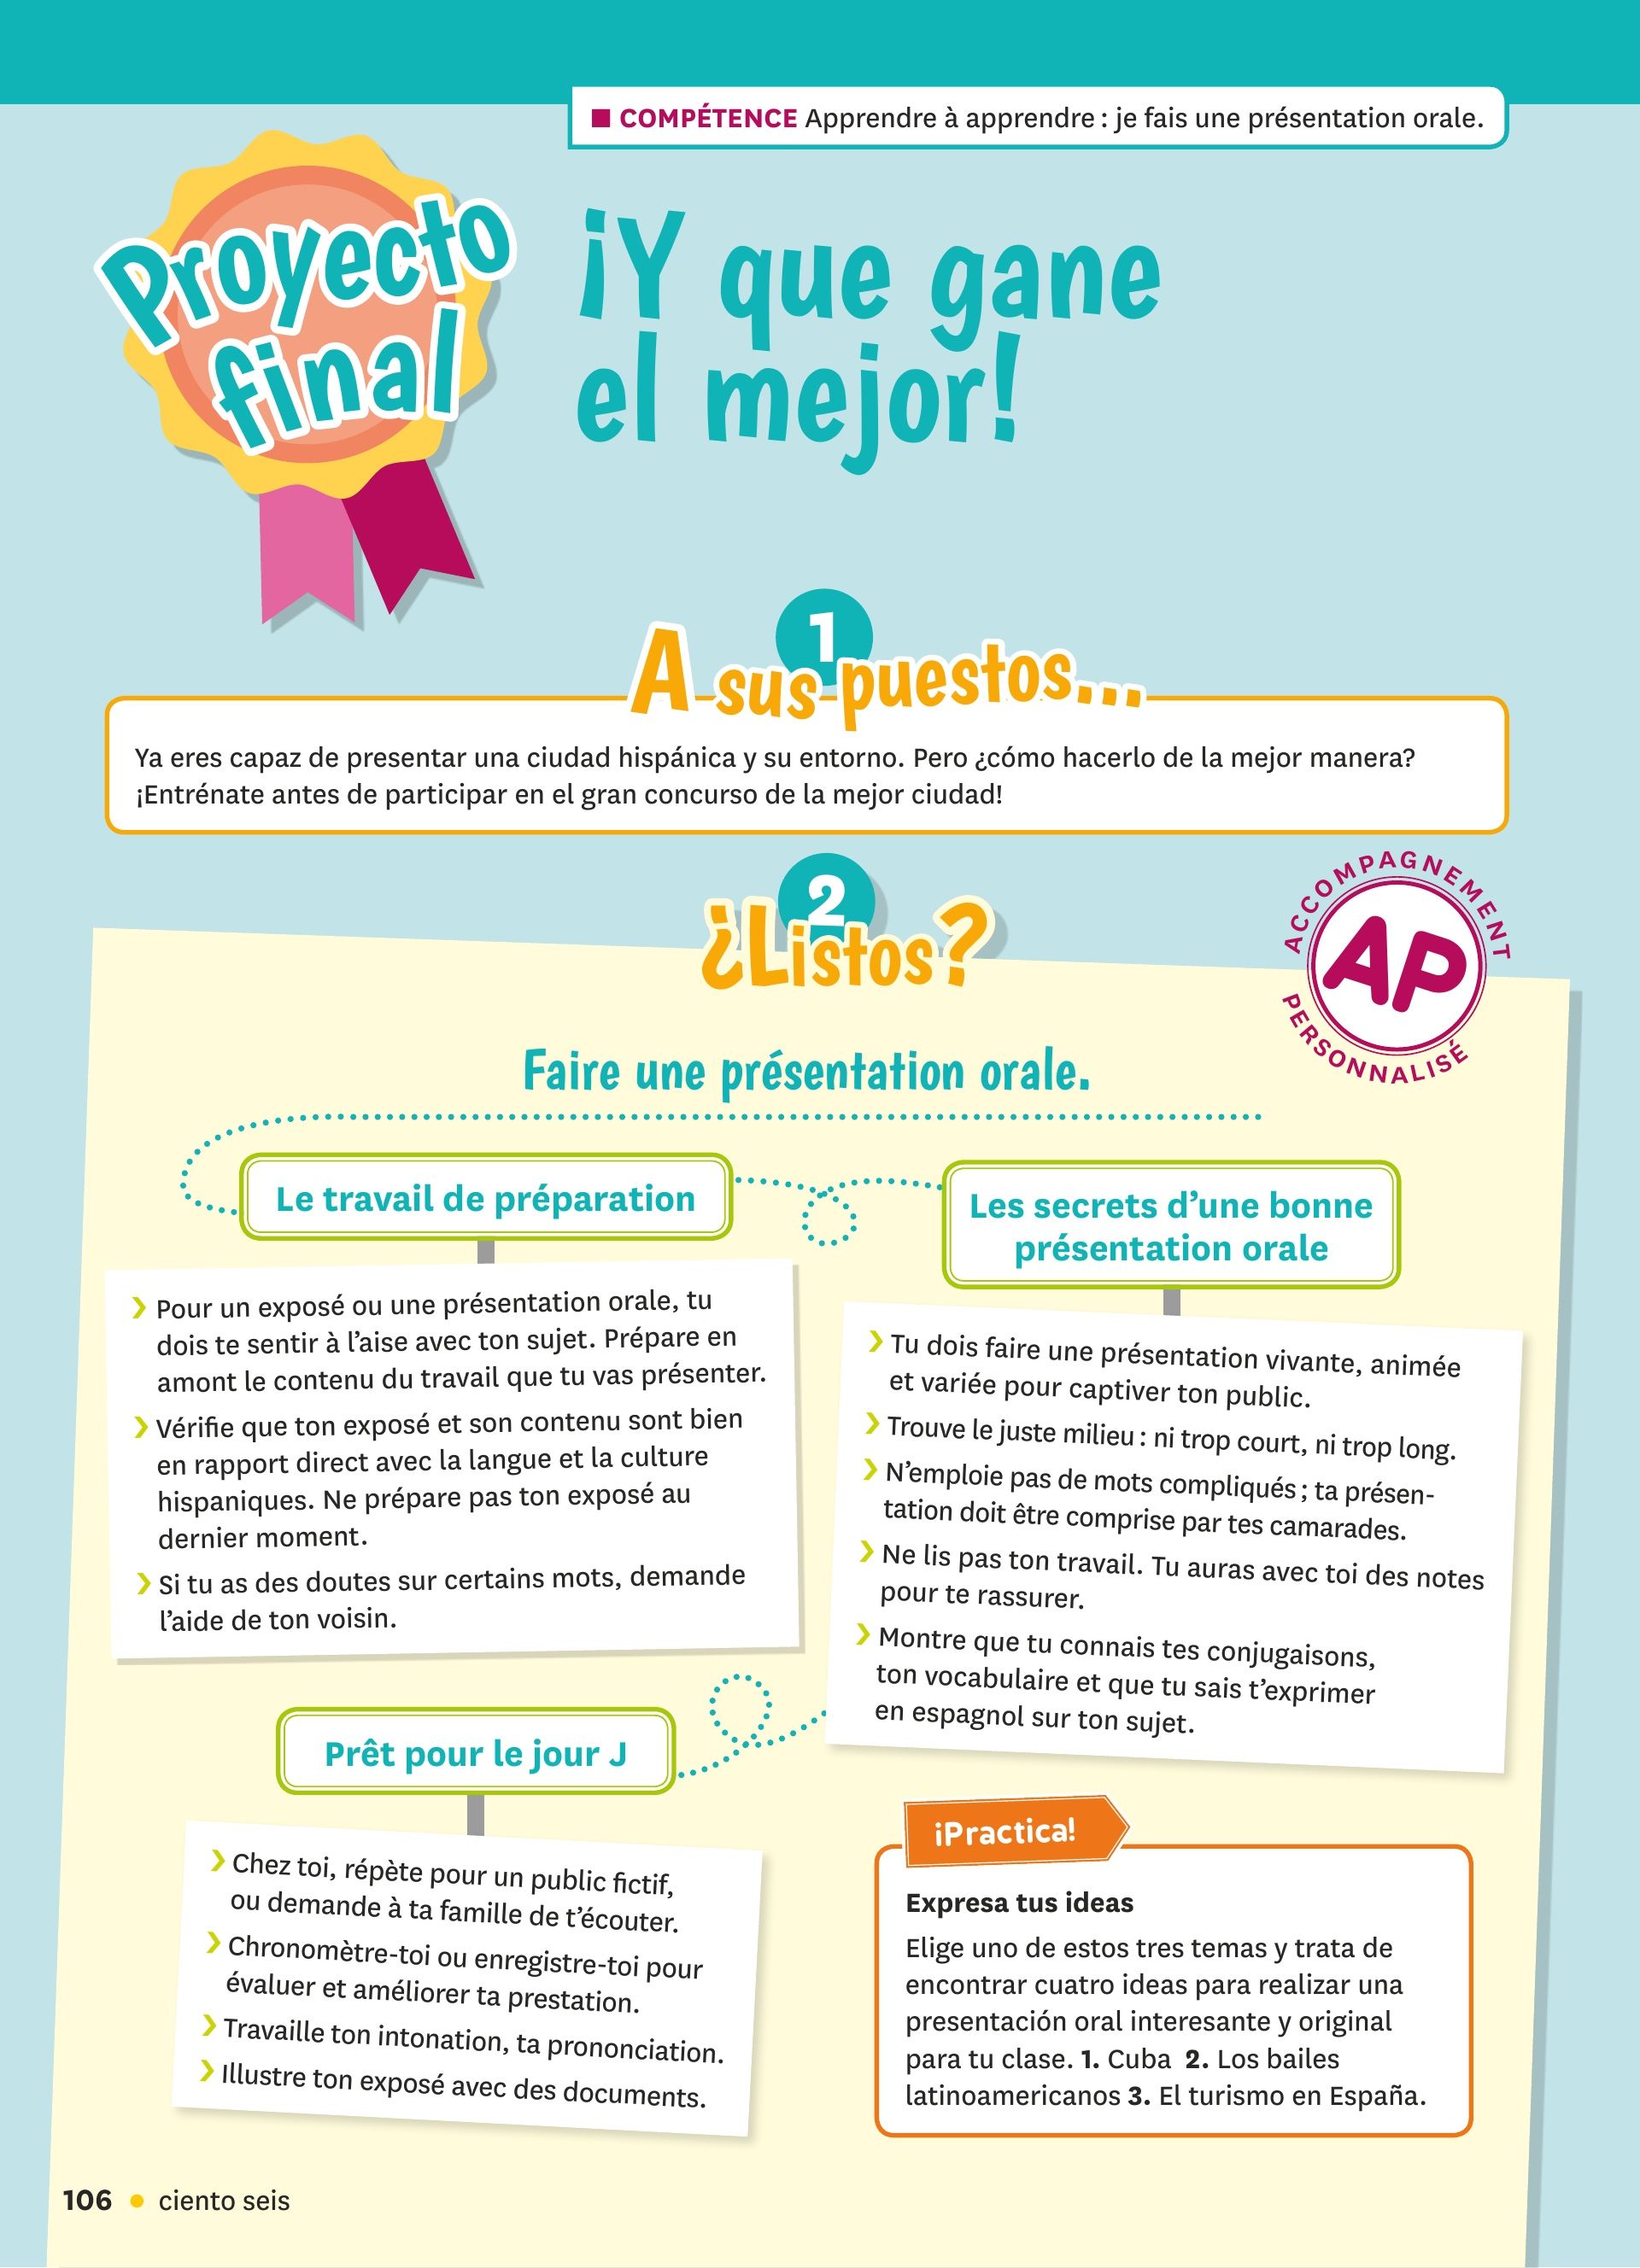 ■ COMPÉTENCE Apprendre à apprendre : je fais une présentation orale.
Proyecto
final
¡Y que gane
el mejor!
1
A sus puestos...
Ya eres capaz de presentar una ciudad hispánica y su entorno. Pero ¿cómo hacerlo de la mejor manera?
¡Entrénate antes de participar en el gran concurso de la mejor ciudad!
2
¿Listos?
ACCOMPAGNEMENT
AP
PERSONNALISÉ
Faire une présentation orale.
Le travail de préparation
› Pour un exposé ou une présentation orale, tu
dois te sentir à l’aise avec ton sujet. Prépare en
amont le contenu du travail que tu vas présenter.
› Vérifie que ton exposé et son contenu sont bien
en rapport direct avec la langue et la culture
hispaniques. Ne prépare pas ton exposé au
dernier moment.
› Si tu as des doutes sur certains mots, demande
l’aide de ton voisin.
Les secrets d’une bonne
présentation orale
› Tu dois faire une présentation vivante, animée
et variée pour captiver ton public.
› Trouve le juste milieu : ni trop court, ni trop long.
› N’emploie pas de mots compliqués ; ta présen-
tation doit être comprise par tes camarades.
› Ne lis pas ton travail. Tu auras avec toi des notes
pour te rassurer.
› Montre que tu connais tes conjugaisons,
ton vocabulaire et que tu sais t’exprimer
en espagnol sur ton sujet.
Prêt pour le jour J
› Chez toi, répète pour un public fictif,
ou demande à ta famille de t’écouter.
› Chronomètre-toi ou enregistre-toi pour
évaluer et améliorer ta prestation.
› Travaille ton intonation, ta prononciation.
› Illustre ton exposé avec des documents.
¡Practica!
Expresa tus ideas
Elige uno de estos tres temas y trata de
encontrar cuatro ideas para realizar una
presentación oral interesante y original
para tu clase. 1. Cuba 2. Los bailes
latinoamericanos 3. El turismo en España.
106 • ciento seis